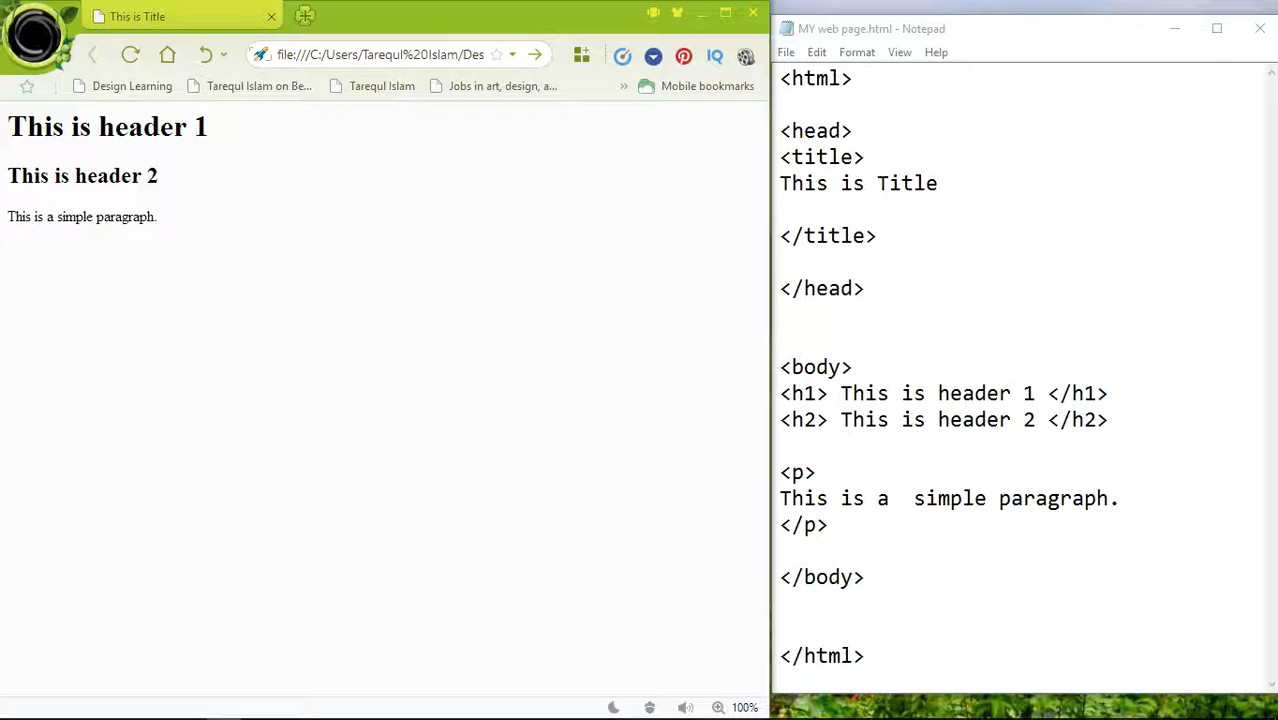 This is Title
file:///C:/Users/Tarequl%20Islam/Des
IQ
Design Learning
Tarequl Islam on Be...
Tarequl Islam
Jobs in art, design, a...
»
Mobile bookmarks
This is header 1
This is header 2
This is a simple paragraph.
100%
MY web page.html - Notepad
File Edit Format View Help
<html>
<head>
<title>
This is Title
</title>
</head>
<body>
<h1> This is header 1 </h1>
<h2> This is header 2 </h2>
<p>
This is a  simple paragraph.
</p>
</body>
</html>